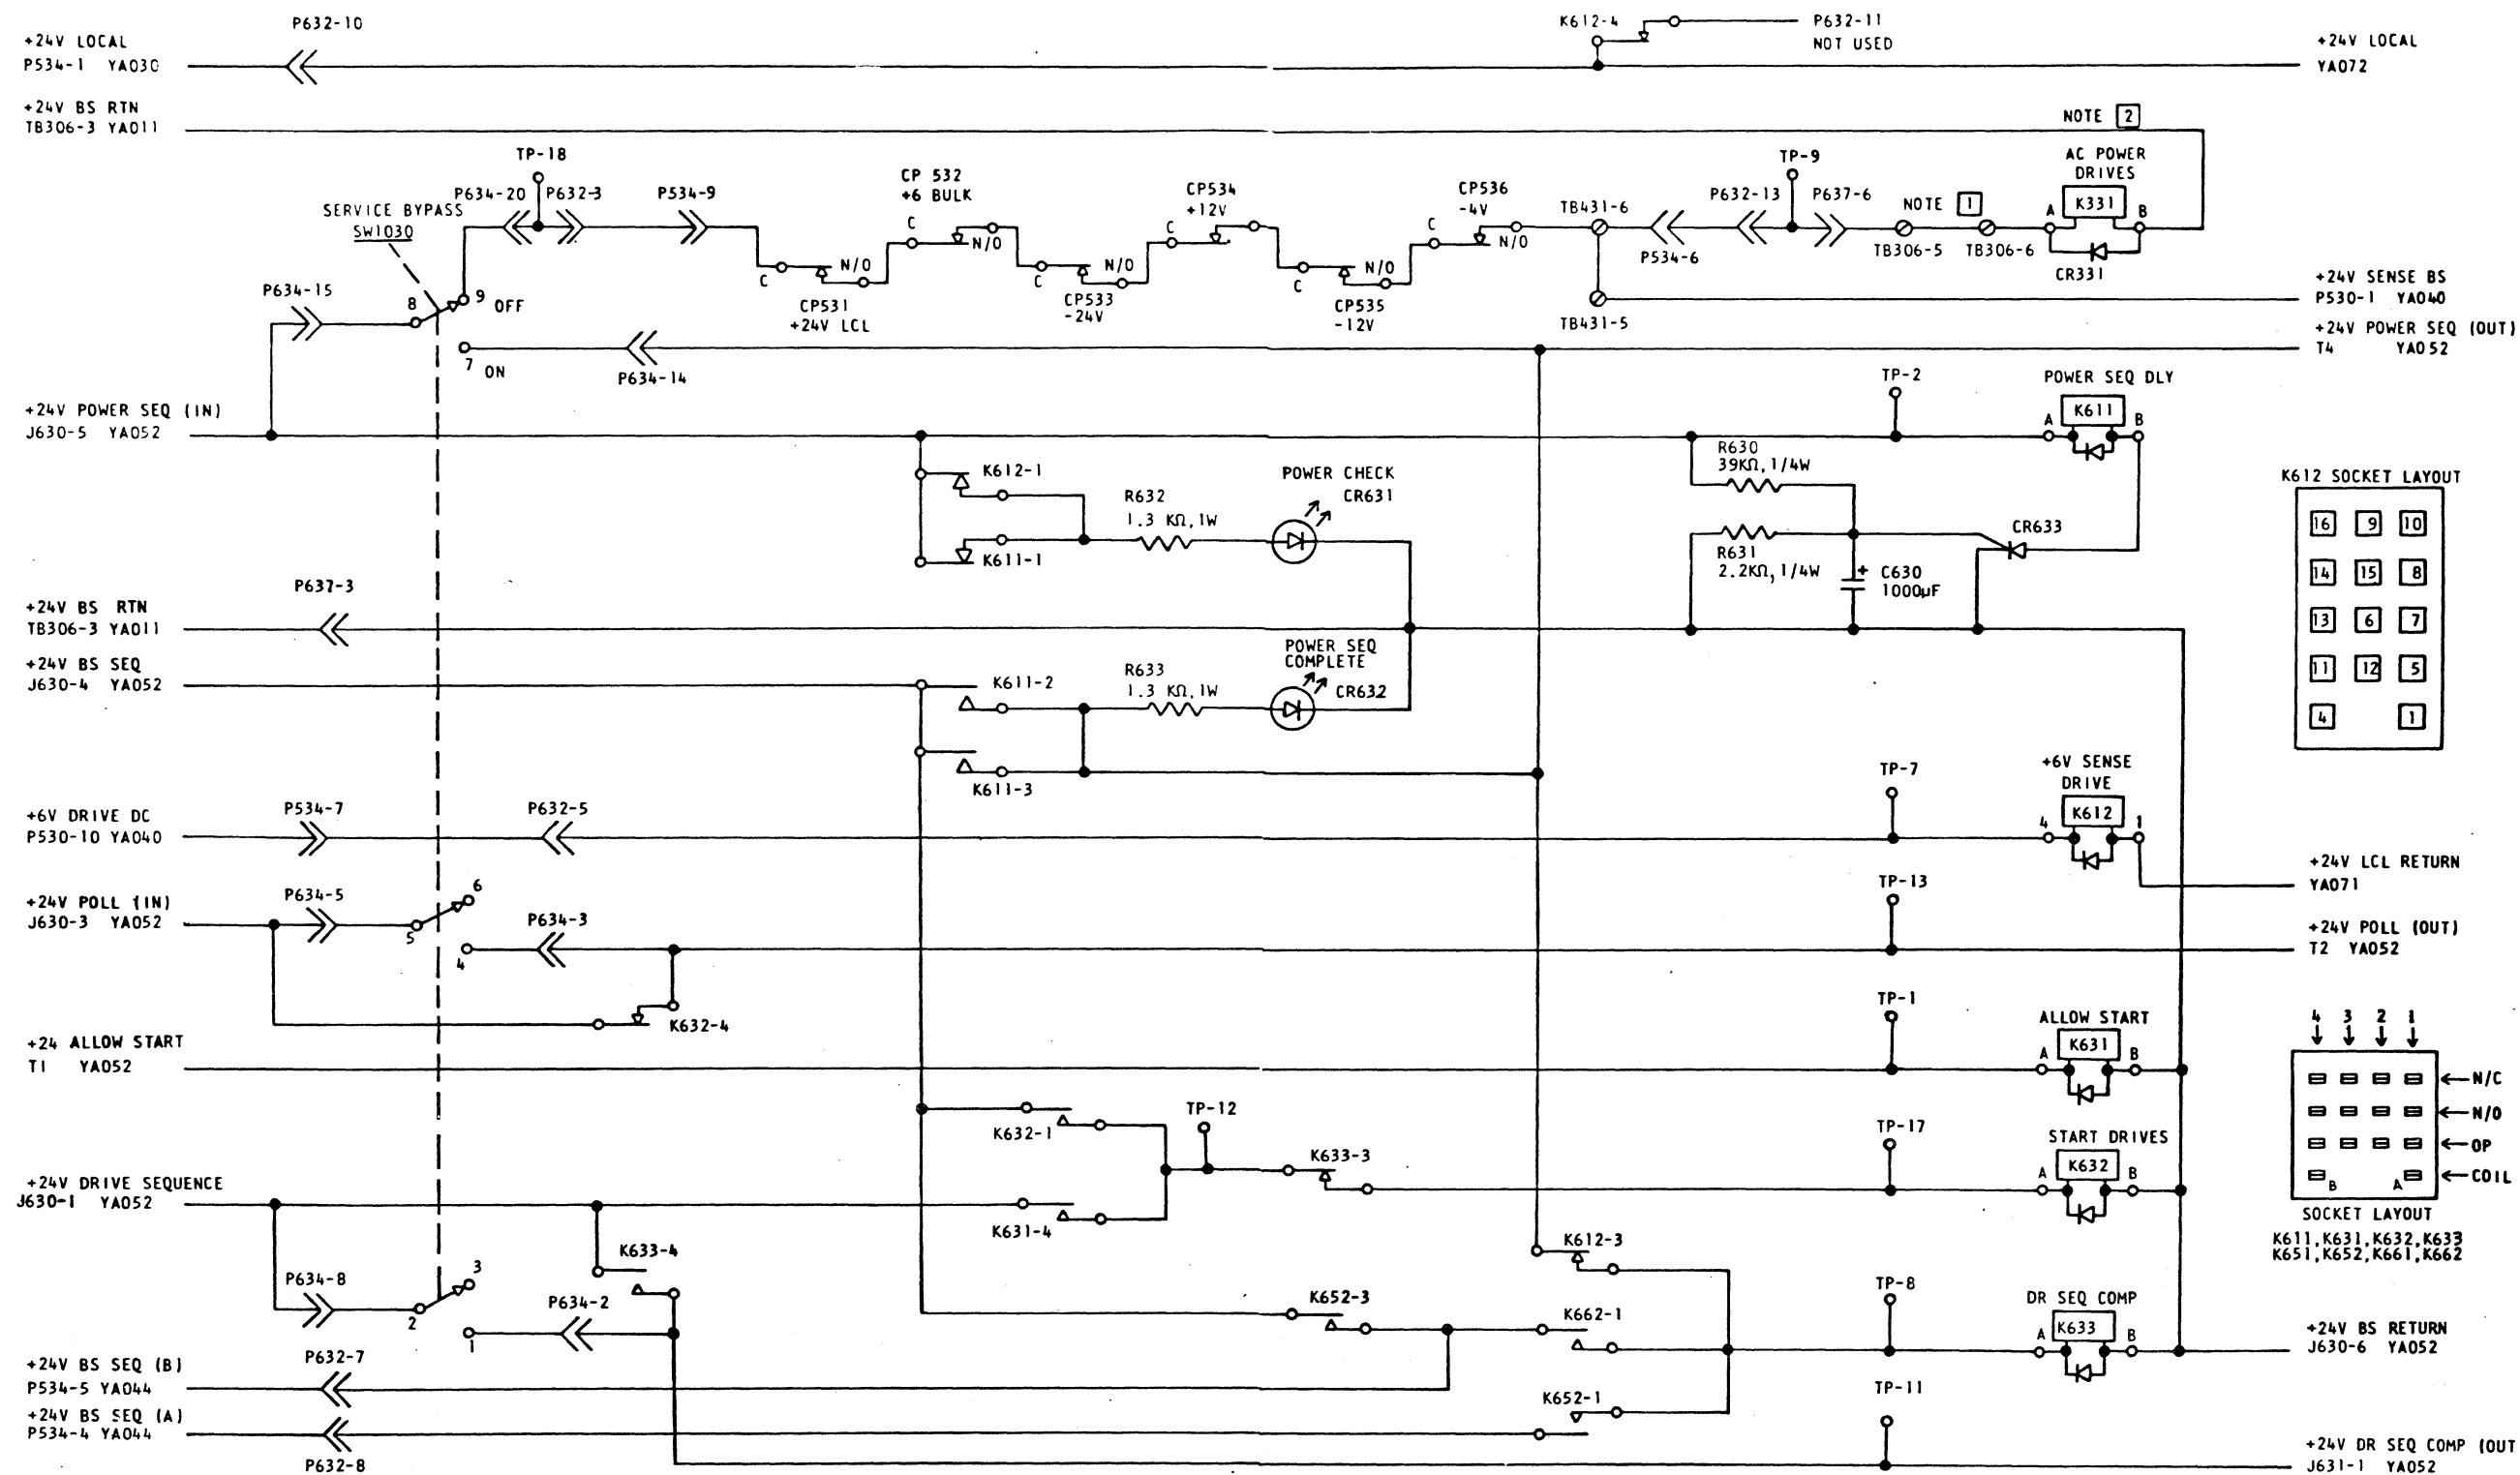 P632-10
+24V LOCAL
P534-1 YA030
K612-4
P632-11
NOT USED
+24V LOCAL
YA072
+24V BS RTN
TB306-3 YA011
NOTE 2
TP-18
P634-20
P632-3
P534-9
CP 532
+6 BULK
CP534
+12V
CP536
-4V
TB431-6
P632-13
TP-9
P637-6
NOTE 1
AC POWER
DRIVES
K331
A
B
SERVICE BYPASS
SW1030
C
N/O
C
N/O
C
N/O
C
C
N/O
C
N/O
P534-6
TB306-5
TB306-6
CR331
CP531
+24V LCL
CP533
-24V
CP535
-12V
TB431-5
+24V SENSE BS
P530-1 YA040
P634-15
8
9
OFF
7
ON
P634-14
+24V POWER SEQ (OUT)
T4 YA052
+24V POWER SEQ (IN)
J630-5 YA052
TP-2
POWER SEQ DLY
K611
A
B
K612-1
K611-1
R632
1.3 KΩ,1W
POWER CHECK
CR631
R630
39KΩ,1/4W
R631
2.2KΩ,1/4W
+
C630
1000µF
CR633
K612 SOCKET LAYOUT
16 9 10
14 15 8
13 6 7
11 12 5
4 1
P637-3
+24V BS RTN
TB306-3 YA011
+24V BS SEQ
J630-4 YA052
K611-2
R633
1.3 KΩ,1W
POWER SEQ
COMPLETE
CR632
K611-3
+6V DRIVE DC
P530-10 YA040
P534-7
P632-5
TP-7
+6V SENSE
DRIVE
K612
4
1
+24V LCL RETURN
YA071
+24V POLL (IN)
J630-3 YA052
P634-5
5
6
4
P634-3
TP-13
+24V POLL (OUT)
T2 YA052
K632-4
+24 ALLOW START
T1 YA052
TP-1
ALLOW START
K631
A
B
4 3 2 1
N/C
N/O
OP
COIL
B
A
SOCKET LAYOUT
K611,K631,K632,K633
K651,K652,K661,K662
K632-1
TP-12
K633-3
TP-17
START DRIVES
K632
A
B
+24V DRIVE SEQUENCE
J630-1 YA052
K631-4
K633-4
K612-3
P634-8
2
3
1
P634-2
K652-3
K662-1
TP-8
DR SEQ COMP
K633
A
B
+24V BS RETURN
J630-6 YA052
+24V BS SEQ (B)
P534-5 YA044
P632-7
K652-1
+24V BS SEQ (A)
P534-4 YA044
P632-8
TP-11
+24V DR SEQ COMP (OUT
J631-1 YA052